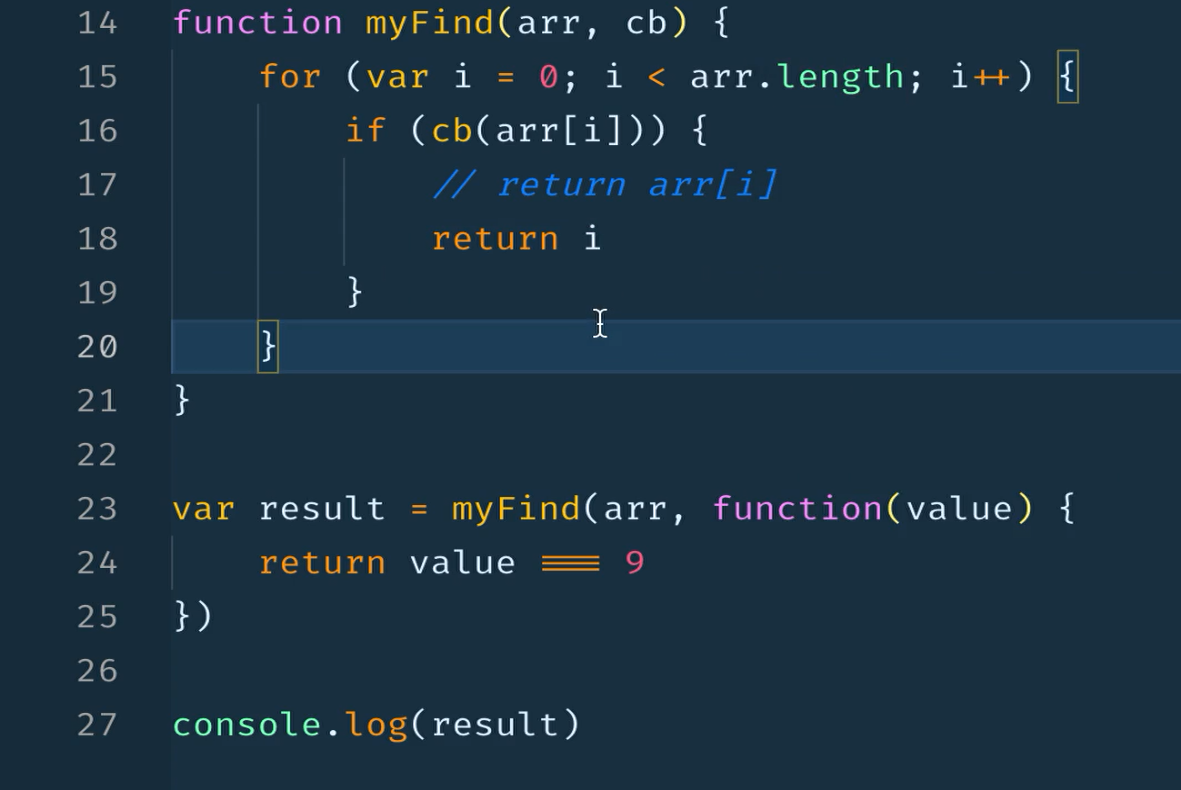 14 function myFind(arr, cb) {
15     for (var i = 0; i < arr.length; i++) {
16         if (cb(arr[i])) {
17             // return arr[i]
18             return i
19         }
20     }
21 }
22
23 var result = myFind(arr, function(value) {
24     return value === 9
25 })
26
27 console.log(result)